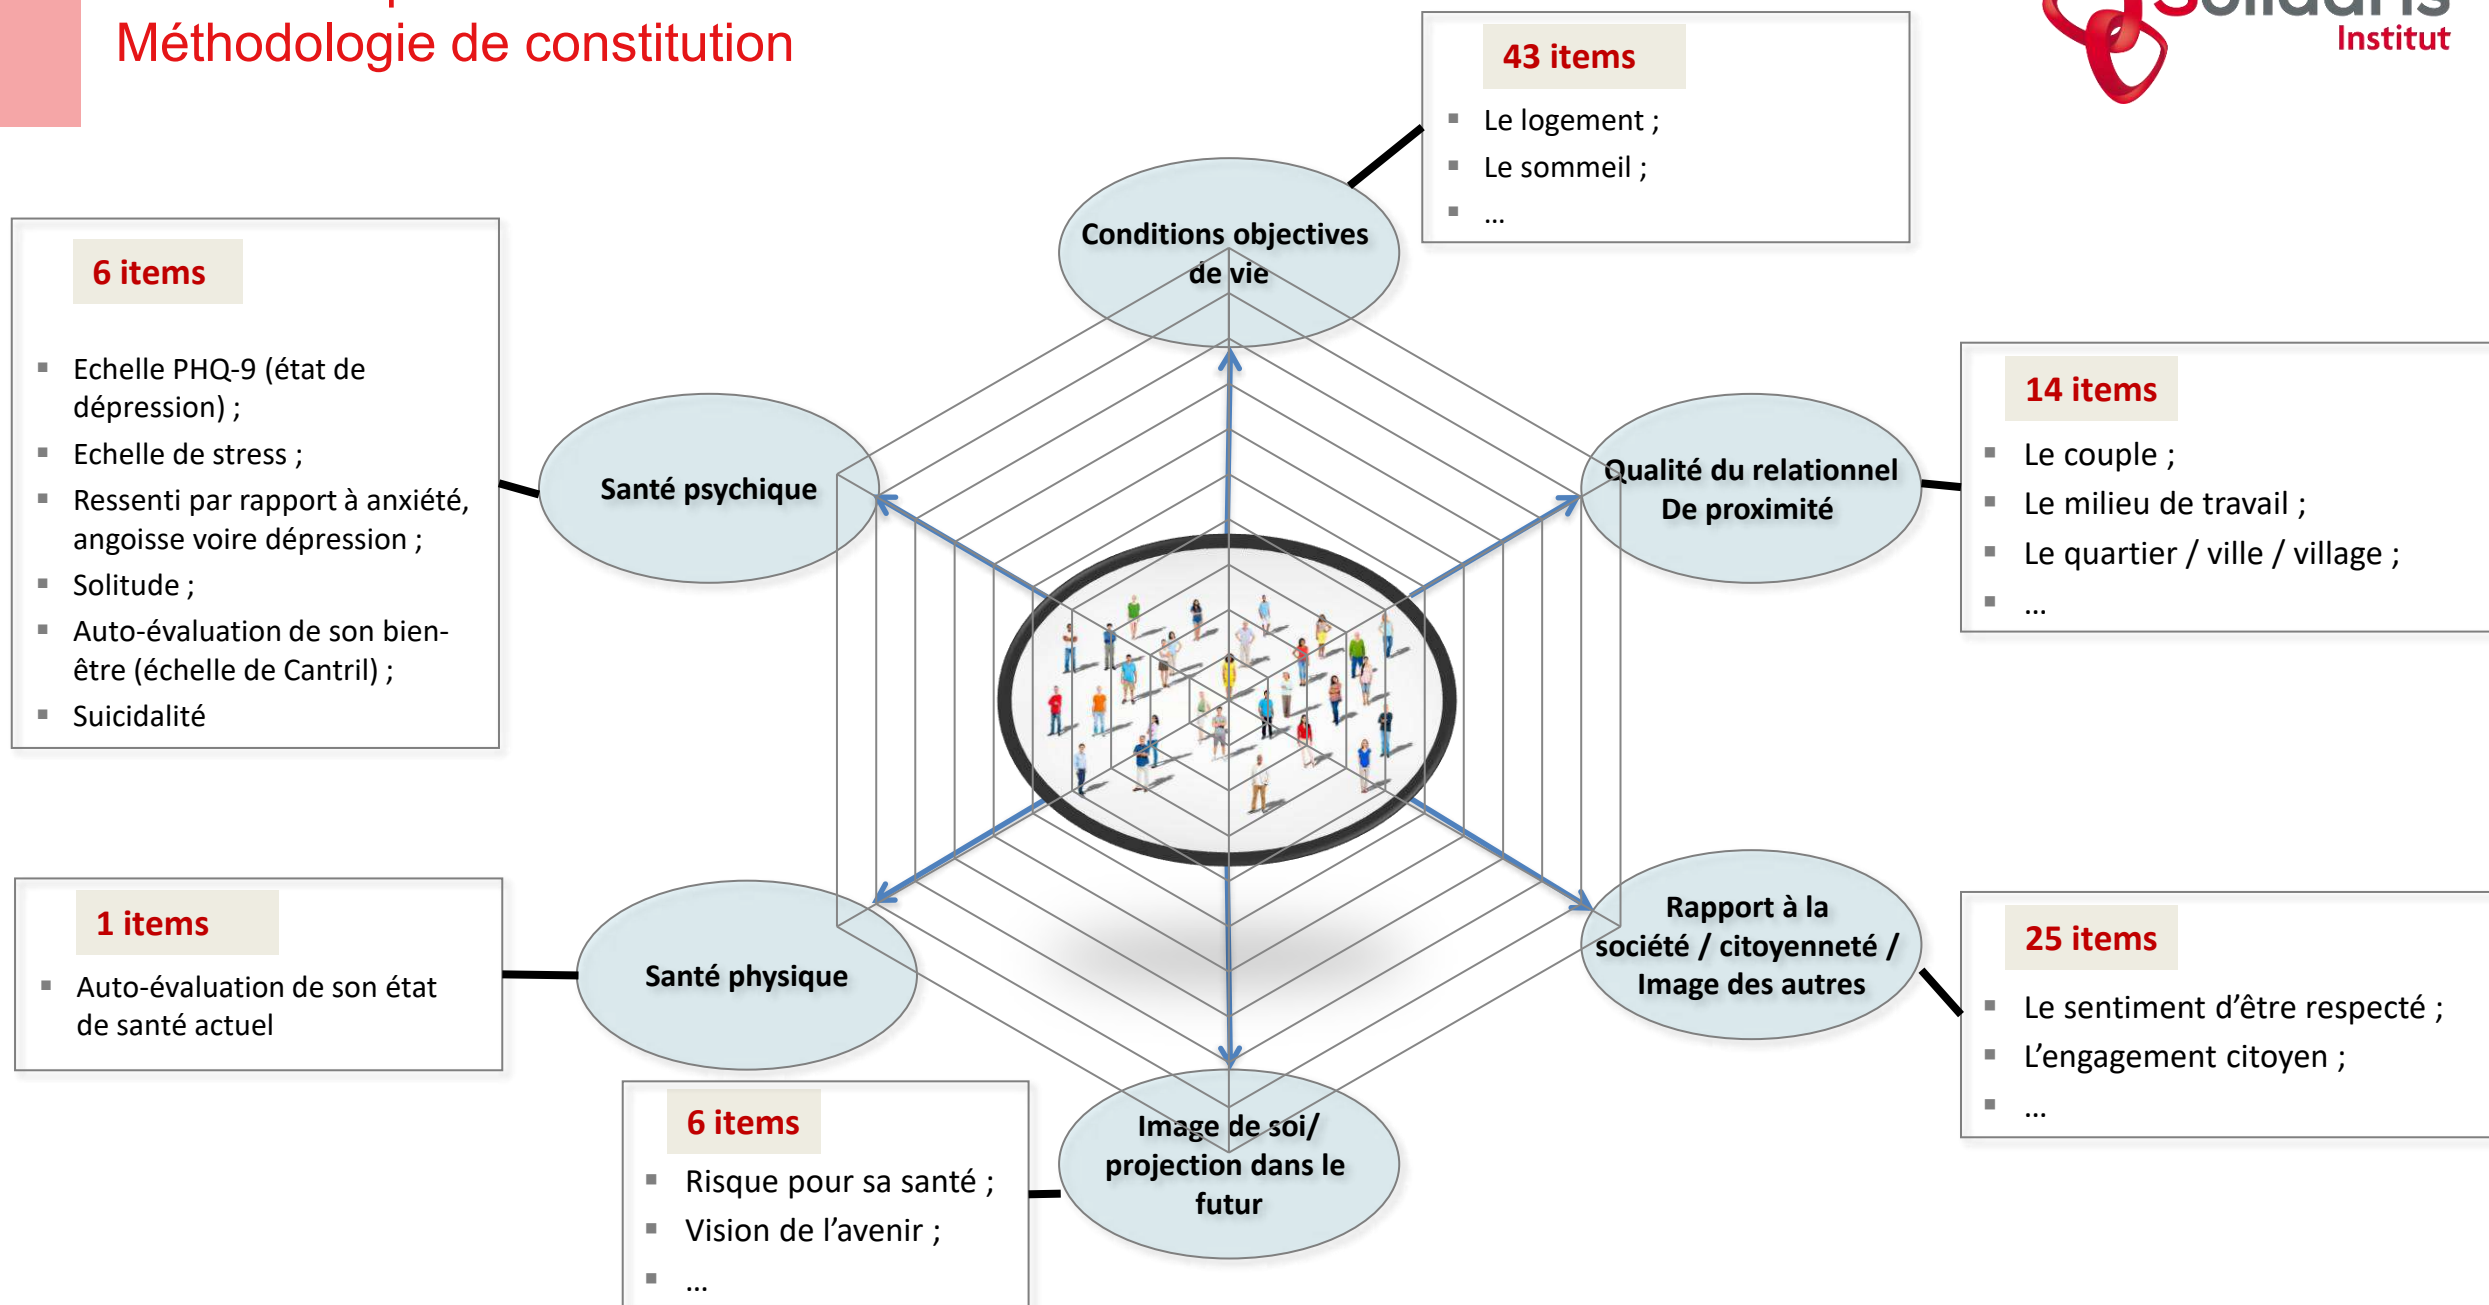 Méthodologie de constitution
Solidaris
Institut
43 items
▪ Le logement ;
▪ Le sommeil ;
▪ ...
Conditions objectives
de vie
6 items
▪ Echelle PHQ-9 (état de
dépression) ;
▪ Echelle de stress ;
▪ Ressenti par rapport à anxiété,
angoisse voire dépression ;
▪ Solitude ;
▪ Auto-évaluation de son bien-
être (échelle de Cantril) ;
▪ Suicidalité
Santé psychique
Qualité du relationnel
De proximité
14 items
▪ Le couple ;
▪ Le milieu de travail ;
▪ Le quartier / ville / village ;
▪ ...
1 items
▪ Auto-évaluation de son état
de santé actuel
Santé physique
Rapport à la
société / citoyenneté /
Image des autres
25 items
▪ Le sentiment d’être respecté ;
▪ L’engagement citoyen ;
▪ ...
6 items
▪ Risque pour sa santé ;
▪ Vision de l’avenir ;
▪ ...
Image de soi/
projection dans le
futur